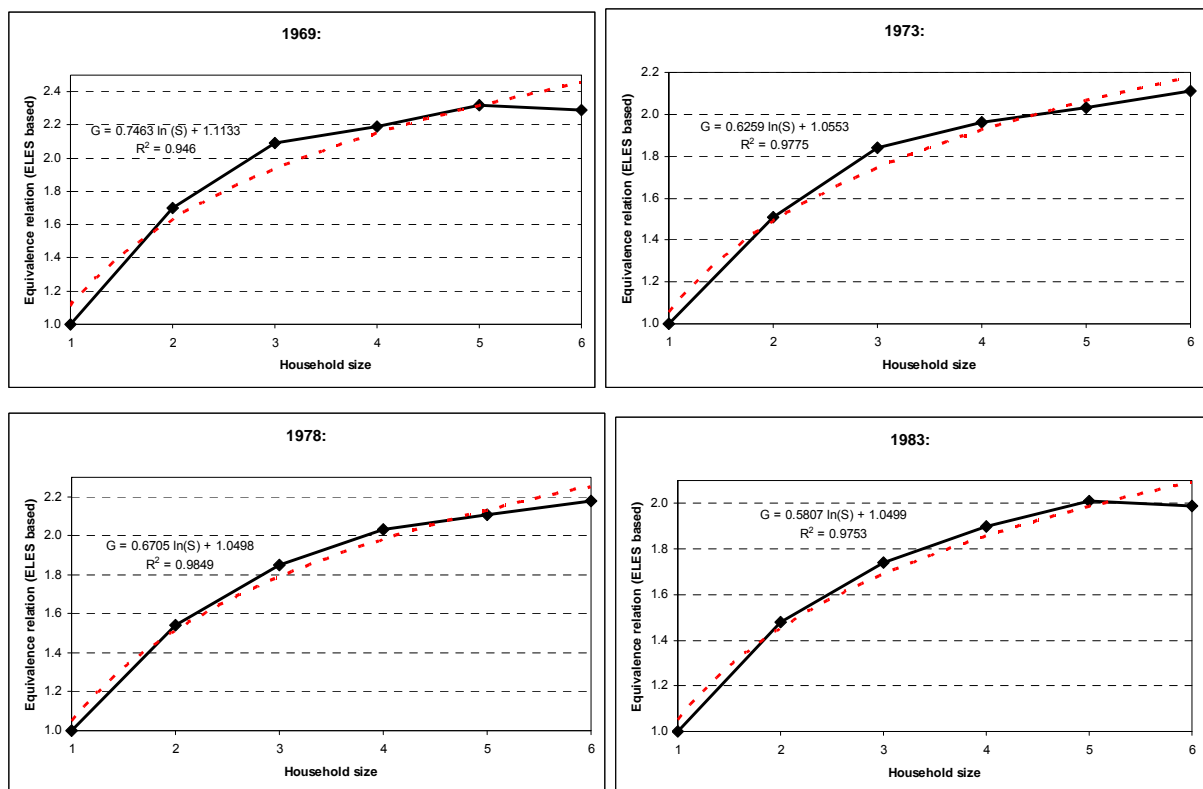 1969:
Equivalence relation (ELES based)
2.4
2.2
2.0
1.8
1.6
1.4
1.2
1.0
G = 0.7463 ln (S) + 1.1133
R² = 0.946
1 2 3 4 5 6
Household size
1973:
Equivalence relation (ELES based)
2.2
2.0
1.8
1.6
1.4
1.2
1.0
G = 0.6259 ln(S) + 1.0553
R² = 0.9775
1 2 3 4 5 6
Household size
1978:
Equivalence relation (ELES based)
2.2
2.0
1.8
1.6
1.4
1.2
1.0
G = 0.6705 ln(S) + 1.0498
R² = 0.9849
1 2 3 4 5 6
Household size
1983:
Equivalence relation (ELES based)
2.0
1.8
1.6
1.4
1.2
1.0
G = 0.5807 ln(S) + 1.0499
R² = 0.9753
1 2 3 4 5 6
Household size